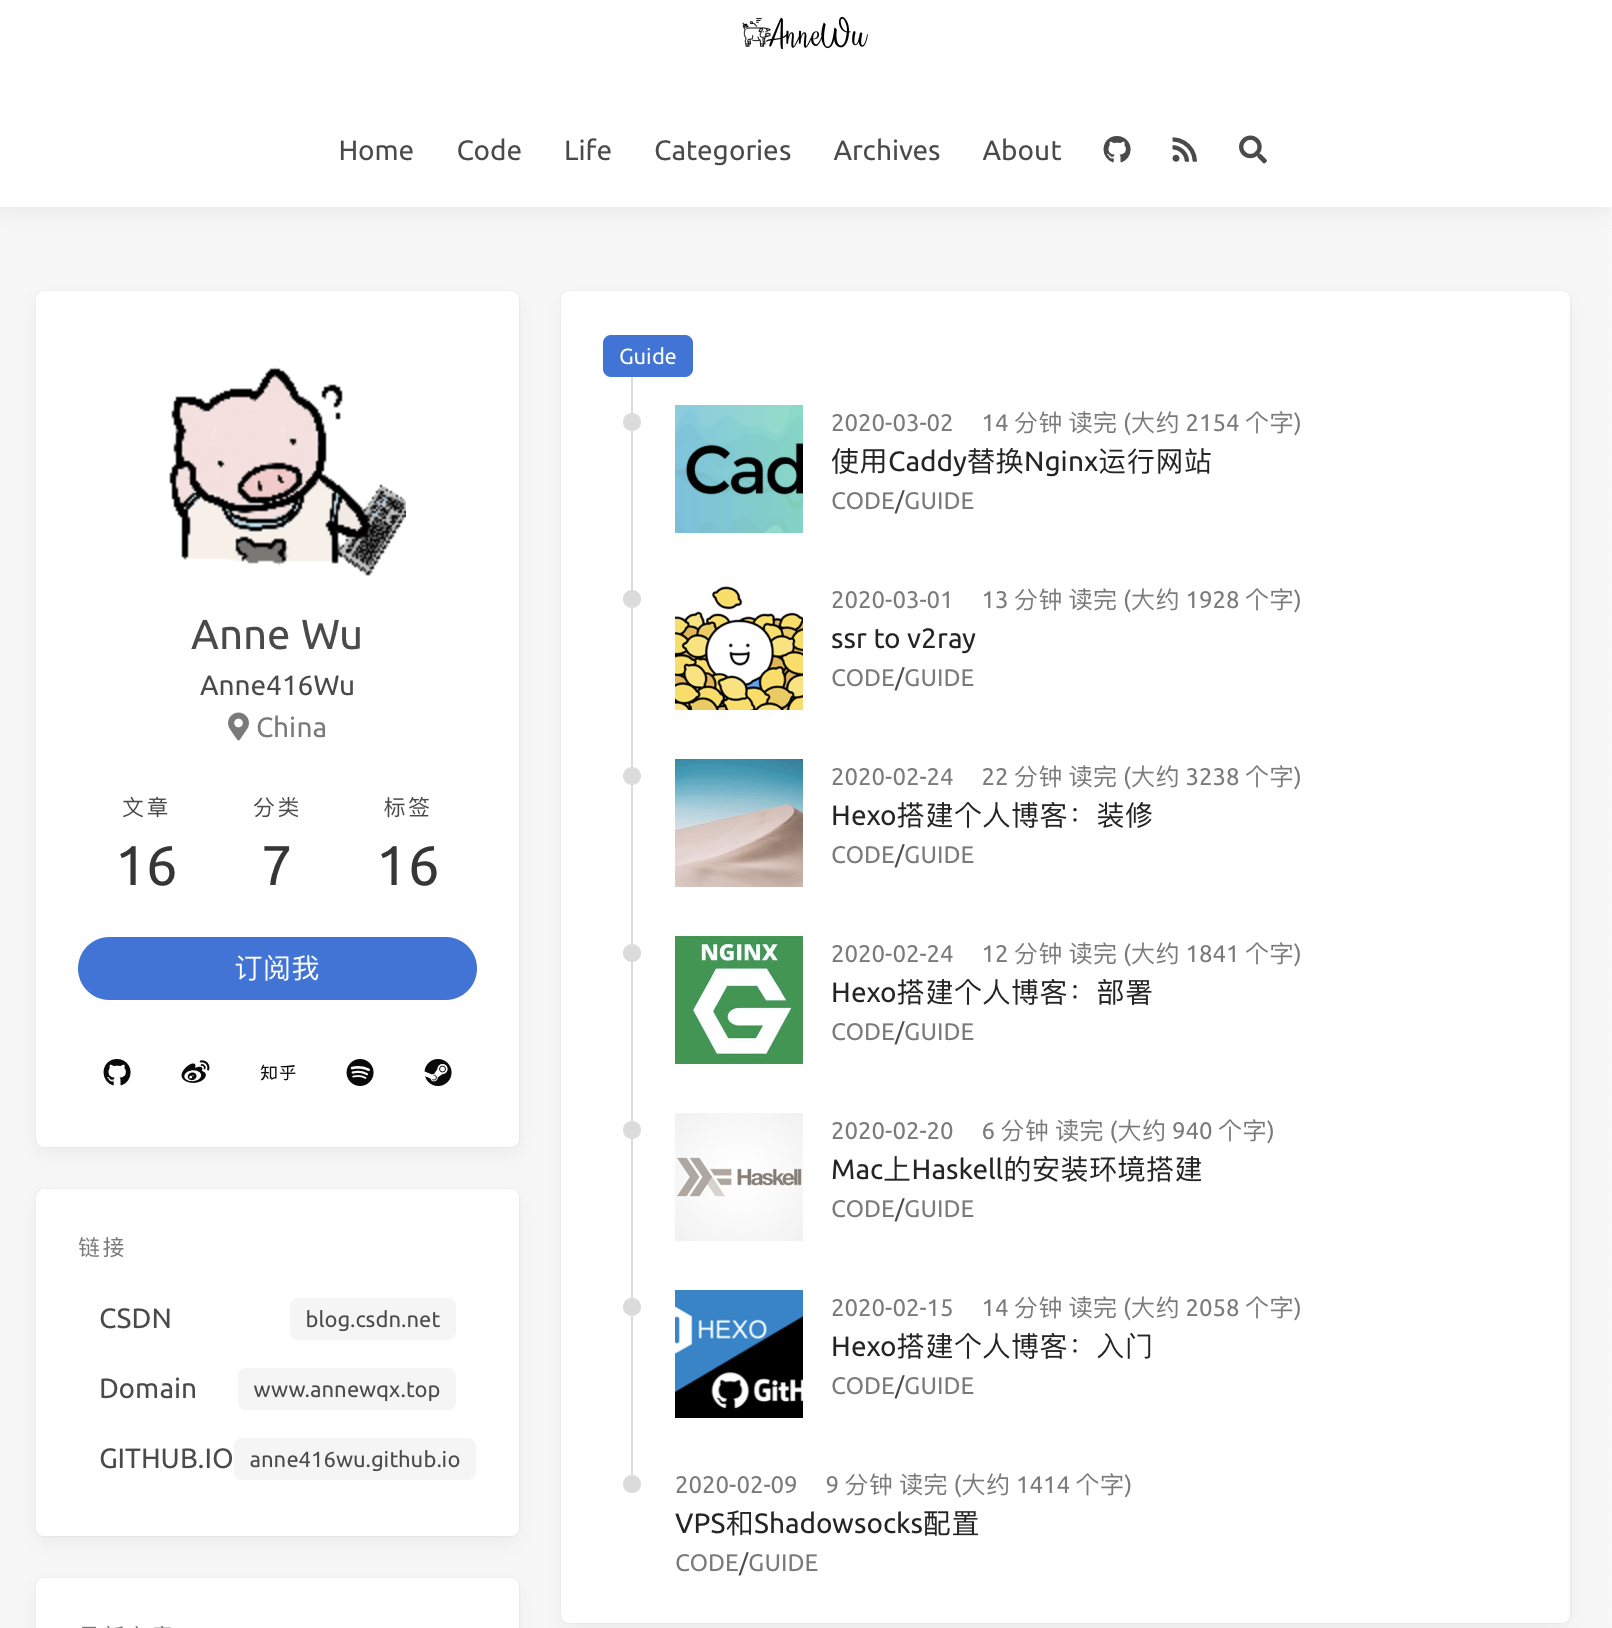 AnneWu
Home Code Life Categories Archives About
Anne Wu
Anne416Wu
China
文章 分类 标签
16 7 16
订阅我
知乎
链接
CSDN blog.csdn.net
Domain www.annewqx.top
GITHUB.IO anne416wu.github.io
Guide
Cad
2020-03-02 14 分钟 读完 (大约 2154 个字)
使用Caddy替换Nginx运行网站
CODE/GUIDE
2020-03-01 13 分钟 读完 (大约 1928 个字)
ssr to v2ray
CODE/GUIDE
2020-02-24 22 分钟 读完 (大约 3238 个字)
Hexo搭建个人博客：装修
CODE/GUIDE
NGINX
2020-02-24 12 分钟 读完 (大约 1841 个字)
Hexo搭建个人博客：部署
CODE/GUIDE
Haskell
2020-02-20 6 分钟 读完 (大约 940 个字)
Mac上Haskell的安装环境搭建
CODE/GUIDE
HEXO
GitH
2020-02-15 14 分钟 读完 (大约 2058 个字)
Hexo搭建个人博客：入门
CODE/GUIDE
2020-02-09 9 分钟 读完 (大约 1414 个字)
VPS和Shadowsocks配置
CODE/GUIDE